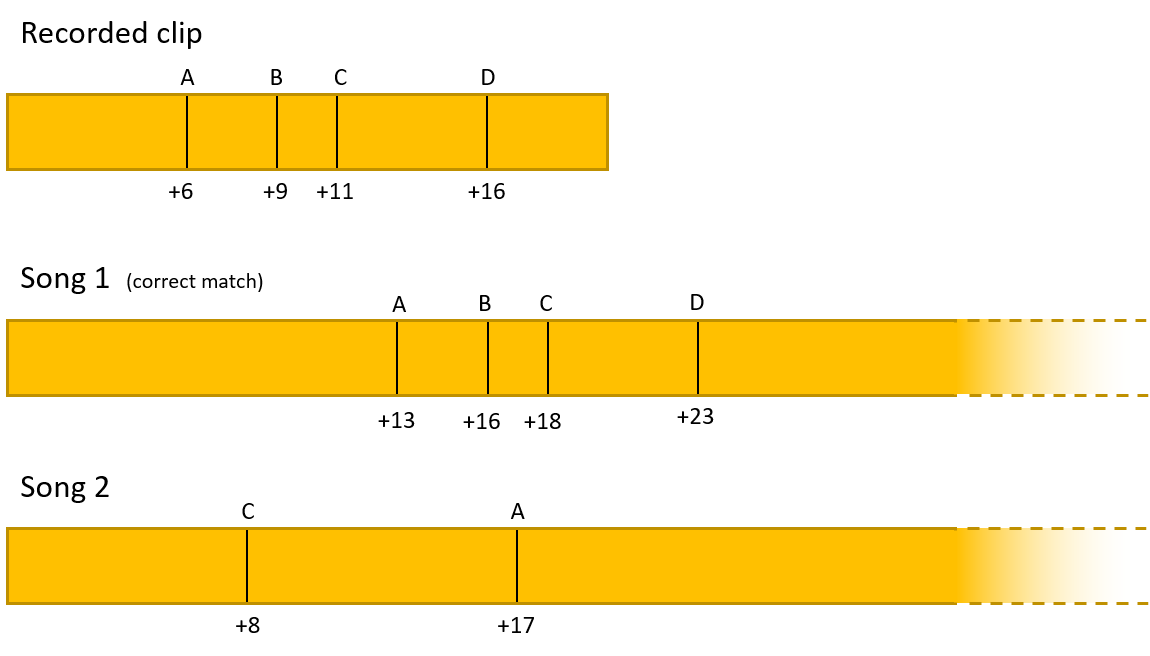 Recorded clip
A B C D
+6 +9 +11 +16
Song 1 (correct match)
A B C D
+13 +16 +18 +23
Song 2
C A
+8 +17